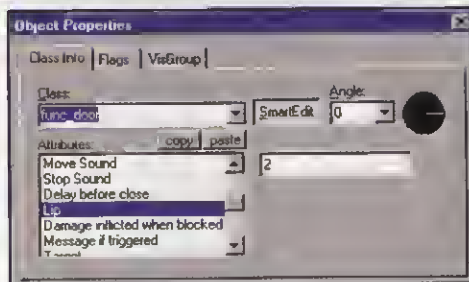 Object Properties
Class Info Flags VisGroup
Class: Angle:
func_door SmartEdit 0
Attributes: copy paste
Move Sound 2
Stop Sound
Delay before close
Lip
Damage inflicted when blocked
Message if triggered
Target